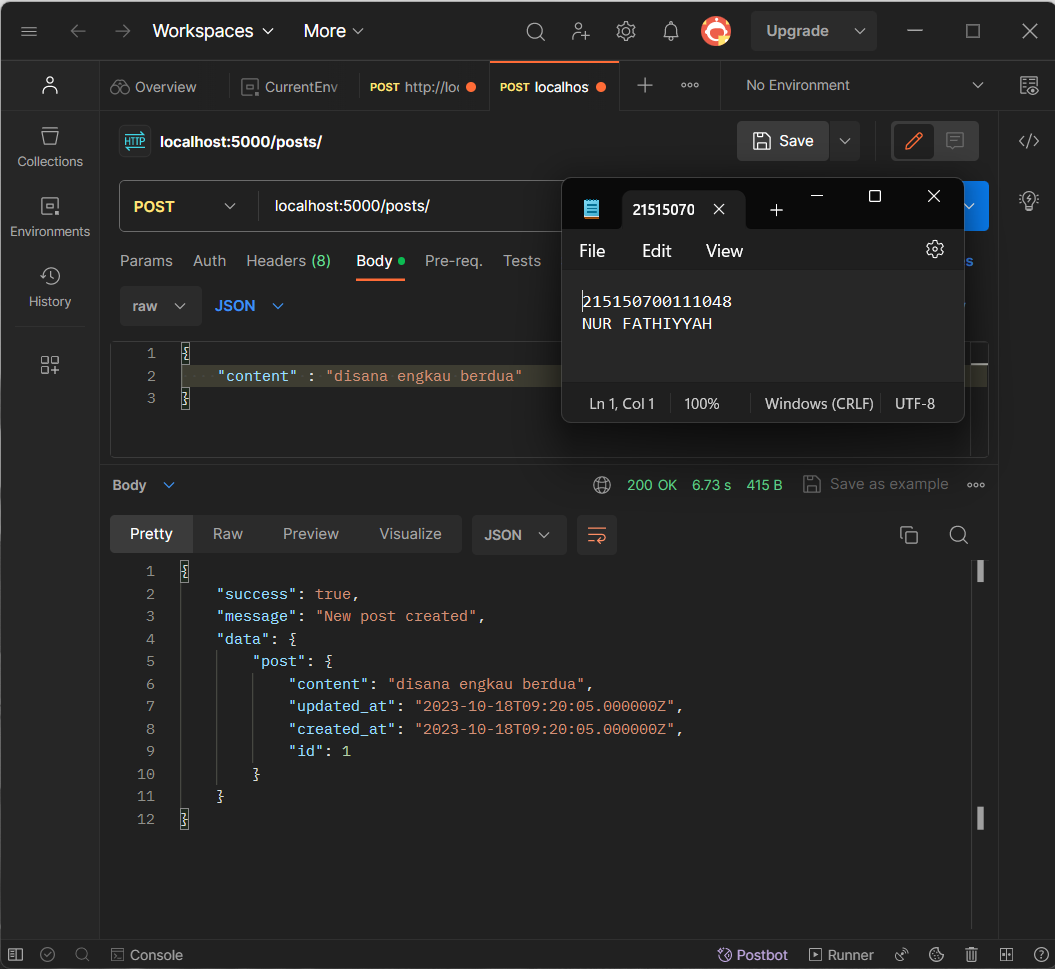 Workspaces More Upgrade
Overview CurrentEnv POST http://loc POST localhos No Environment
HTTP localhost:5000/posts/ Save
Collections
POST localhost:5000/posts/
21515070
Environments
File Edit View
Params Auth Headers (8) Body Pre-req. Tests
History
raw JSON
215150700111048
NUR FATHIYYAH
1 {
2 "content" : "disana engkau berdua"
3 }
Ln 1, Col 1 100% Windows (CRLF) UTF-8
Body 200 OK 6.73 s 415 B Save as example
Pretty Raw Preview Visualize JSON
1 {
2 "success": true,
3 "message": "New post created",
4 "data": {
5 "post": {
6 "content": "disana engkau berdua",
7 "updated_at": "2023-10-18T09:20:05.000000Z",
8 "created_at": "2023-10-18T09:20:05.000000Z",
9 "id": 1
10 }
11 }
12 }
Console Postbot Runner